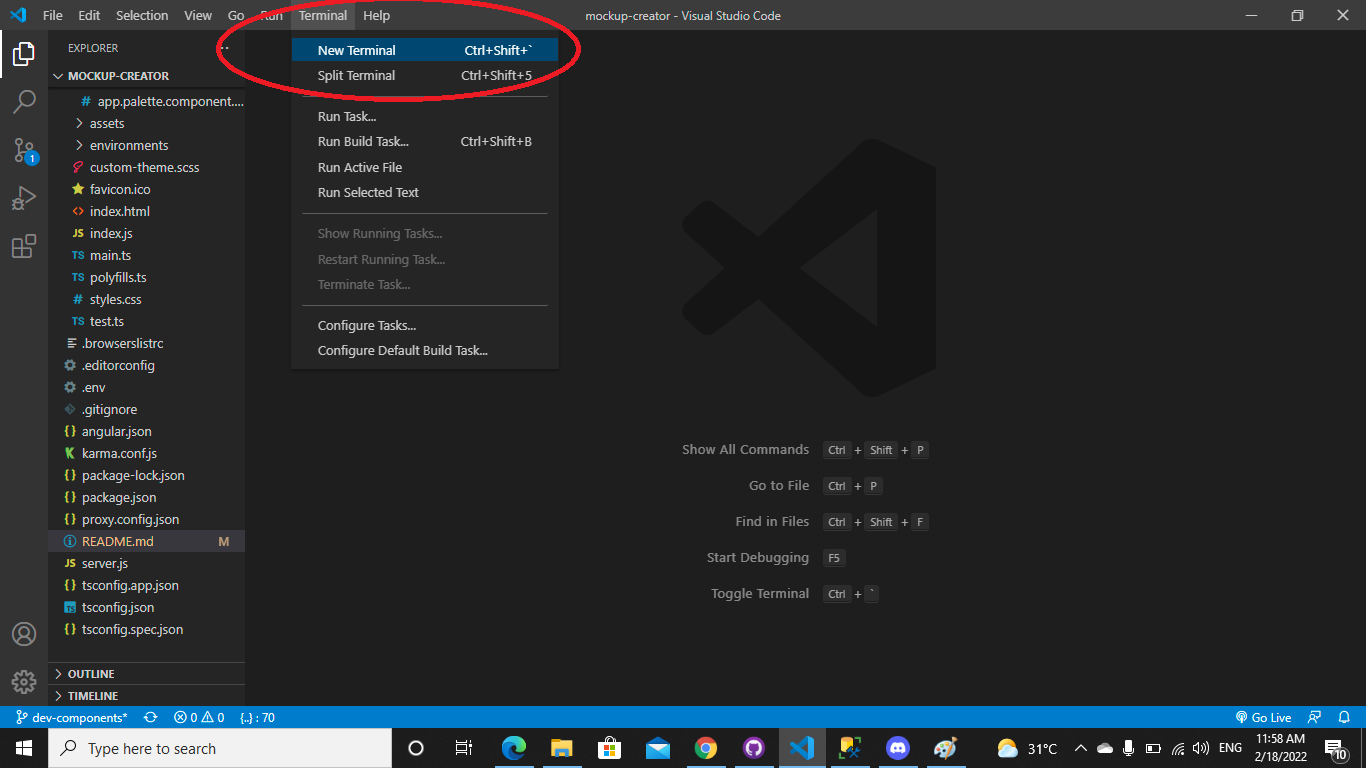 File Edit Selection View Go Run Terminal Help mockup-creator - Visual Studio Code
EXPLORER
MOCKUP-CREATOR
# app.palette.component....
assets
environments
custom-theme.scss
favicon.ico
<> index.html
JS index.js
TS main.ts
TS polyfills.ts
# styles.css
TS test.ts
.browserslistrc
.editorconfig
.env
.gitignore
{} angular.json
karma.conf.js
{} package-lock.json
{} package.json
{} proxy.config.json
README.md M
JS server.js
{} tsconfig.app.json
TS tsconfig.json
{} tsconfig.spec.json
OUTLINE
TIMELINE
1
New Terminal Ctrl+Shift+`
Split Terminal Ctrl+Shift+5
Run Task...
Run Build Task... Ctrl+Shift+B
Run Active File
Run Selected Text
Show Running Tasks...
Restart Running Task...
Terminate Task...
Configure Tasks...
Configure Default Build Task...
Show All Commands Ctrl + Shift + P
Go to File Ctrl + P
Find in Files Ctrl + Shift + F
Start Debugging F5
Toggle Terminal Ctrl + `
dev-components* 0 0 {..} : 70 Go Live
Type here to search 31°C ENG 11:58 AM
2/18/2022
10